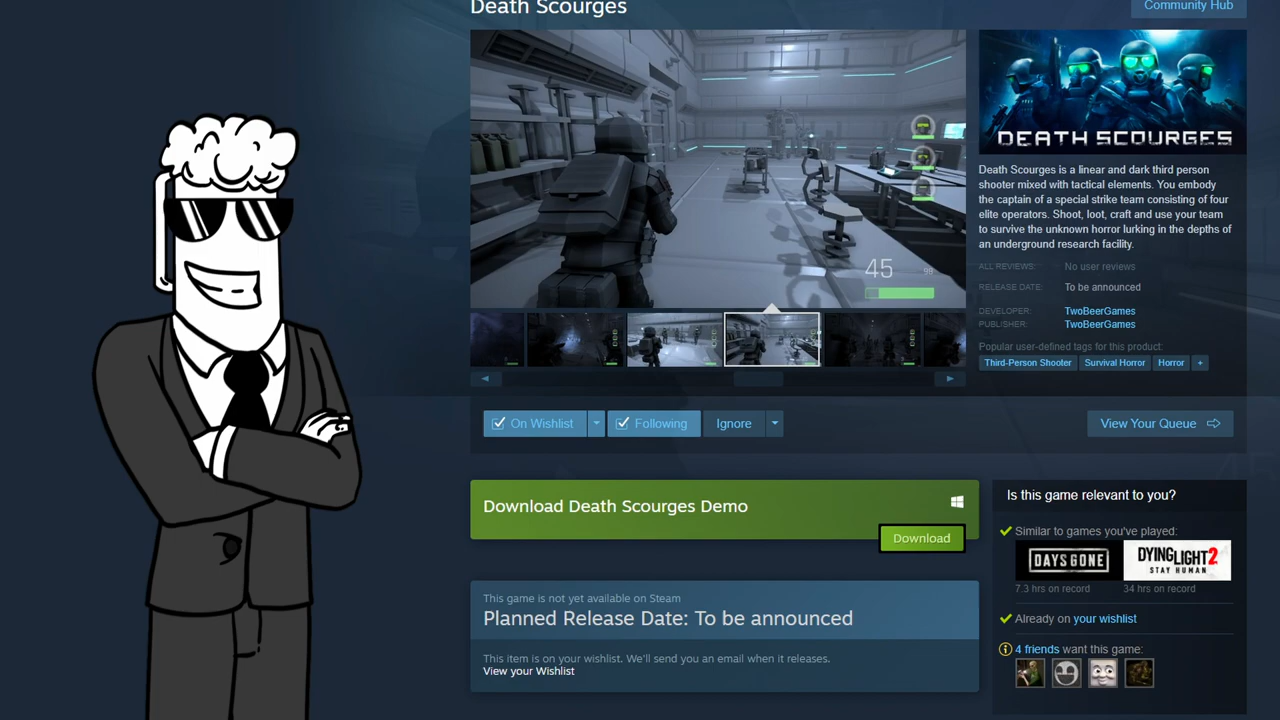 Death Scourges
Community Hub
45
98
DEATH SCOURGES
Death Scourges is a linear and dark third person
shooter mixed with tactical elements. You embody
the captain of a special strike team consisting of four
elite operators. Shoot, loot, craft and use your team
to survive the unknown horror lurking in the depths of
an underground research facility.
ALL REVIEWS: No user reviews
RELEASE DATE: To be announced
DEVELOPER: TwoBeerGames
PUBLISHER: TwoBeerGames
Popular user-defined tags for this product:
Third-Person Shooter Survival Horror Horror +
On Wishlist Following Ignore View Your Queue
Download Death Scourges Demo
Download
This game is not yet available on Steam
Planned Release Date: To be announced
This item is on your wishlist. We'll send you an email when it releases.
View your Wishlist
Is this game relevant to you?
Similar to games you've played:
DAYS GONE
DYING LIGHT 2
STAY HUMAN
7.3 hrs on record 34 hrs on record
Already on your wishlist
4 friends want this game: